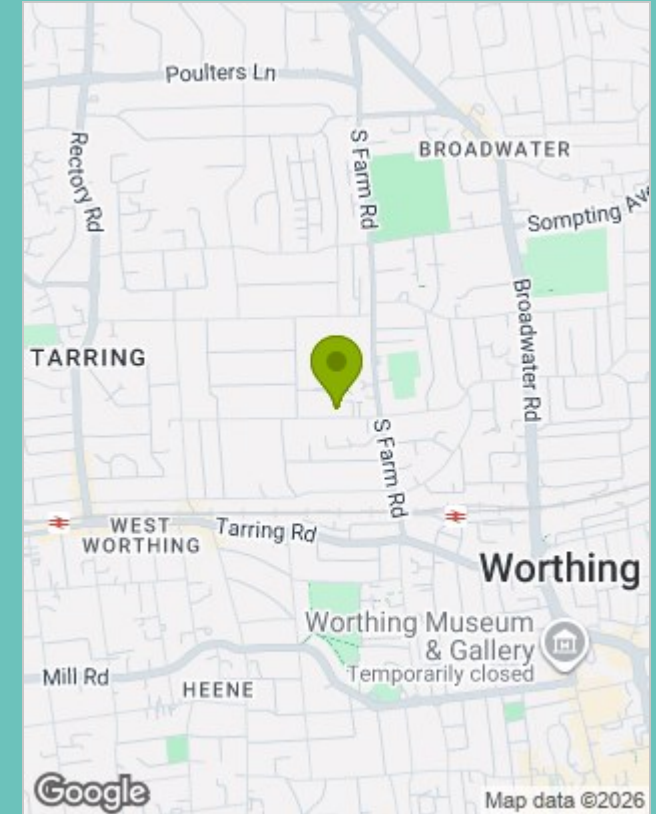 Poulters Ln
S Farm Rd
BROADWATER
Rectory Rd
Sompting Ave
Broadwater Rd
TARRING
S Farm Rd
WEST
WORTHING
Tarring Rd
Worthing
Worthing Museum
& Gallery
Temporarily closed
Mill Rd
HEENE
Google
Map data ©2026